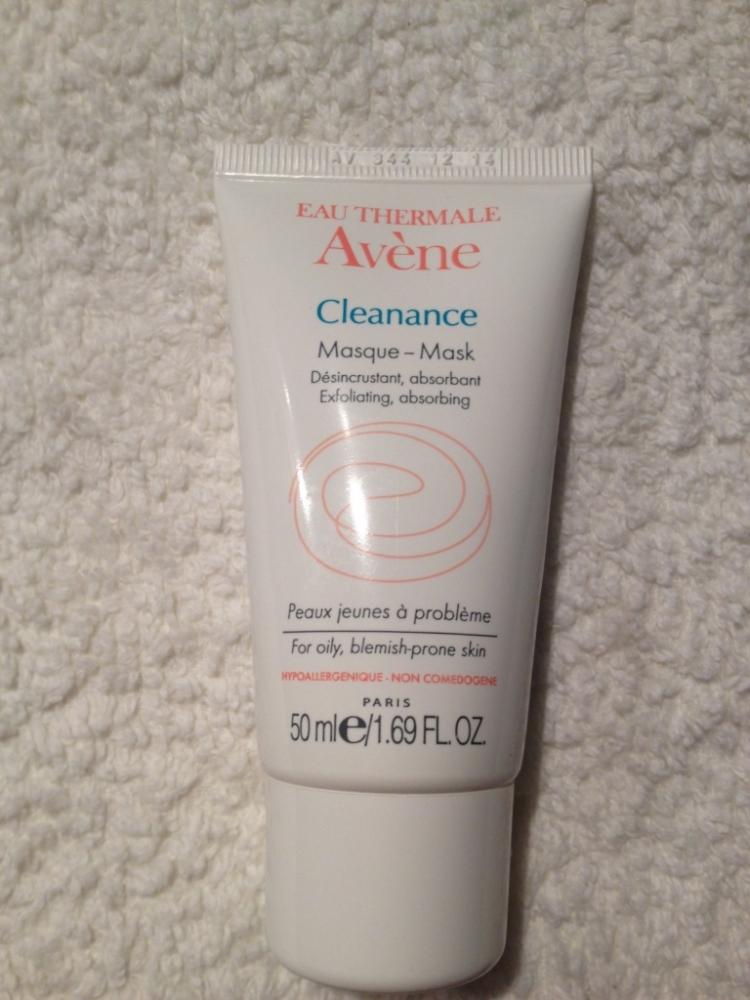 AV 344 12 14
EAU THERMALE
Avène
Cleanance
Masque – Mask
Désincrustant, absorbant
Exfoliating, absorbing
Peaux jeunes à problème
For oily, blemish-prone skin
HYPOALLERGENIQUE - NON COMEDOGENE
PARIS
50 ml e/1.69 FL. OZ.